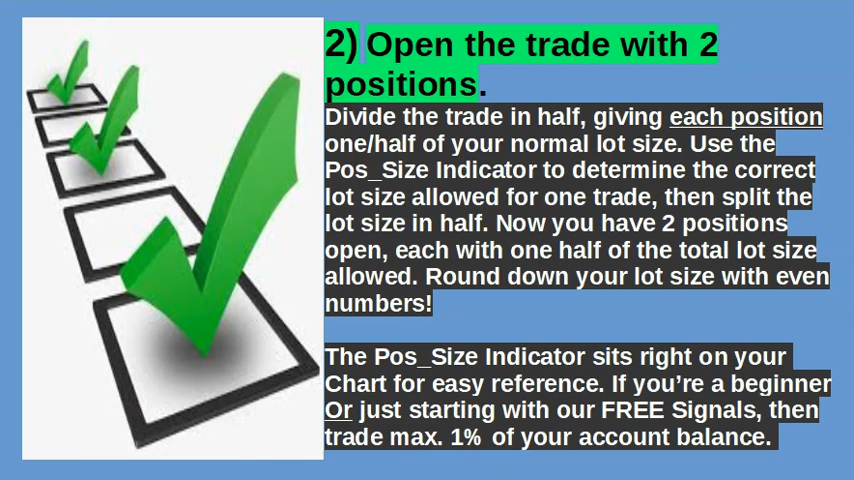 2) Open the trade with 2
positions.
Divide the trade in half, giving each position
one/half of your normal lot size. Use the
Pos_Size Indicator to determine the correct
lot size allowed for one trade, then split the
lot size in half. Now you have 2 positions
open, each with one half of the total lot size
allowed. Round down your lot size with even
numbers!
The Pos_Size Indicator sits right on your
Chart for easy reference. If you’re a beginner
Or just starting with our FREE Signals, then
trade max. 1% of your account balance.